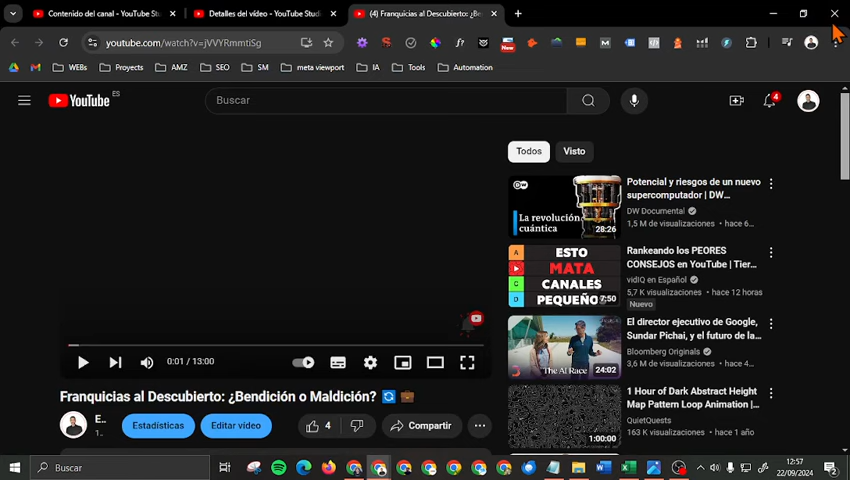 Contenido del canal - YouTube Stu
Detalles del vídeo - YouTube Studi
(4) Franquicias al Descubierto: ¿Be
youtube.com/watch?v=jVVYRmmtiSg
New
WEBs
Proyects
AMZ
SEO
SM
meta viewport
IA
Tools
Automation
YouTube ES
Buscar
4
Todos
Visto
La revolución
cuántica
28:26
Potencial y riesgos de un nuevo
supercomputador | DW...
DW Documental
1,5 M de visualizaciones • hace 6...
A
C
D
ESTO
MATA
CANALES
PEQUEÑO
7:50
Rankeando los PEORES
CONSEJOS en YouTube | Tier...
vidIQ en Español
5,7 K visualizaciones • hace 12 horas
Nuevo
The AI Race
24:02
El director ejecutivo de Google,
Sundar Pichai, y el futuro de la...
Bloomberg Originals
3,6 M de visualizaciones • hace 4...
1:00:00
1 Hour of Dark Abstract Height
Map Pattern Loop Animation |...
QuietQuests
163 K visualizaciones • hace 1 año
0:01 / 13:00
Franquicias al Descubierto: ¿Bendición o Maldición?
E...
1...
Estadísticas
Editar vídeo
4
Compartir
Buscar
12:57
22/09/2024